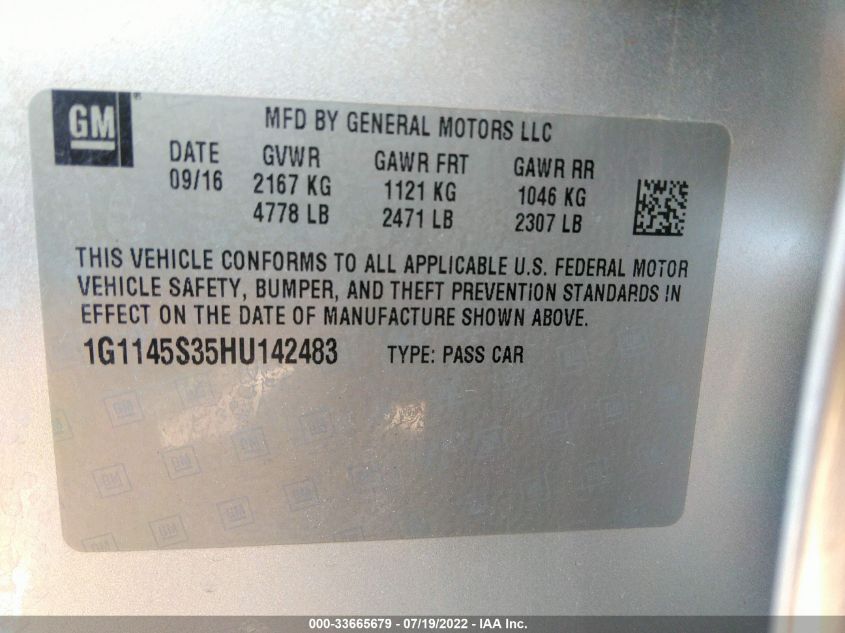 GM
MFD BY GENERAL MOTORS LLC
DATE GVWR GAWR FRT GAWR RR
09/16 2167 KG 1121 KG 1046 KG
4778 LB 2471 LB 2307 LB
THIS VEHICLE CONFORMS TO ALL APPLICABLE U.S. FEDERAL MOTOR
VEHICLE SAFETY, BUMPER, AND THEFT PREVENTION STANDARDS IN
EFFECT ON THE DATE OF MANUFACTURE SHOWN ABOVE.
1G1145S35HU142483 TYPE: PASS CAR
000-33665679 - 07/19/2022 - IAA Inc.